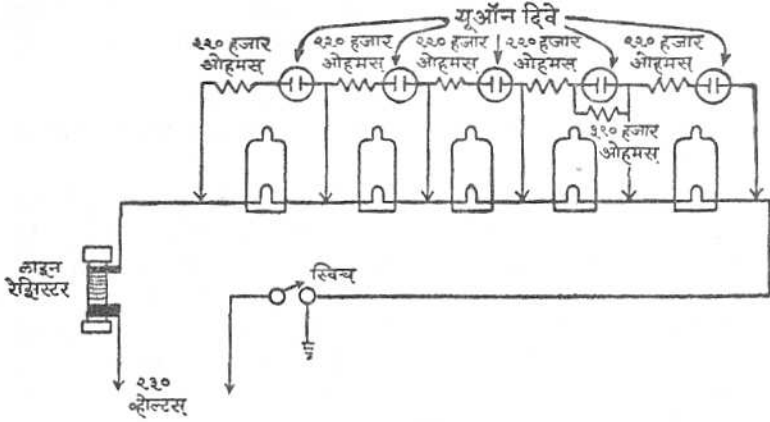 यूऑन दिवे
२२० हजार
ओहमस्
२२० हजार
ओहमस्
२२० हजार
ओहमस्
२२० हजार
ओहमस्
२२० हजार
ओहमस्
३९० हजार
ओहमस्
लाइन
रेझिस्टर
स्विच्
२३०
व्होल्टस्